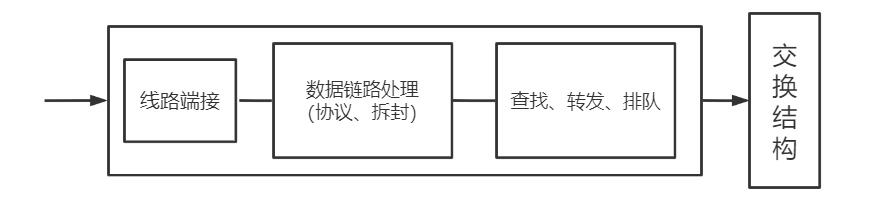 线路端接
数据链路处理
(协议、拆封)
查找、转发、排队
交换结构